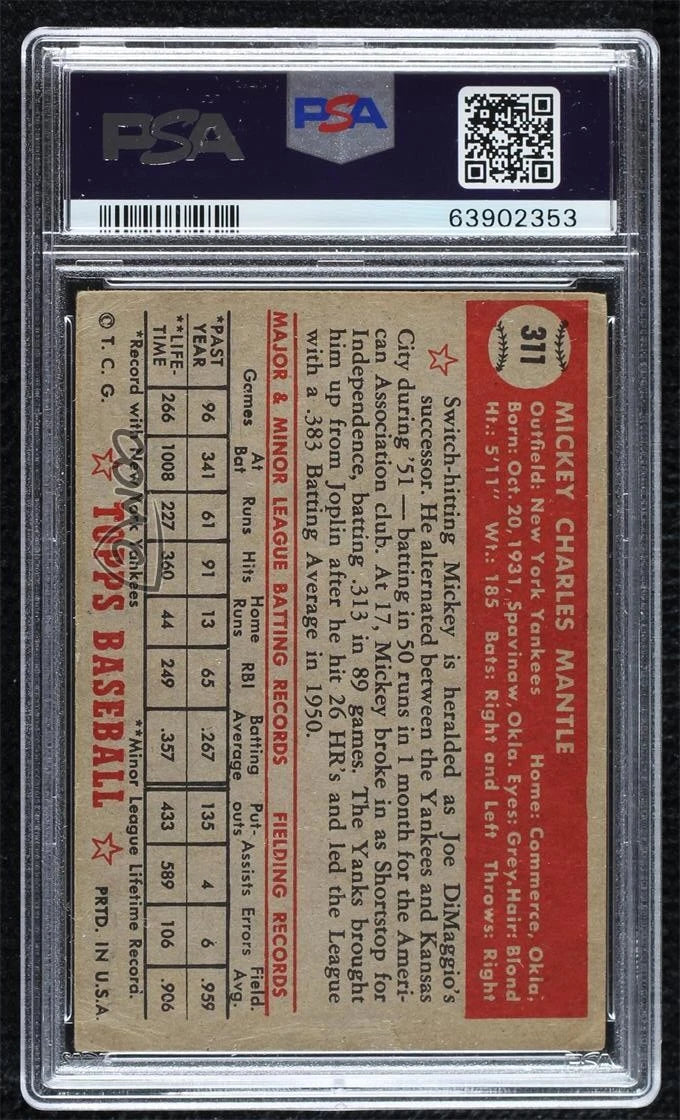 PSA
PSA
63902353
311
MICKEY CHARLES MANTLE
Outfield: New York Yankees Home: Commerce, Okla,
Born: Oct. 20, 1931, Spavinaw, Okla. Eyes: Grey. Hair: Blond
Ht.: 5'11" Wt.: 185 Bats: Right and Left Throws: Right
Switch-hitting Mickey is heralded as Joe DiMaggio's
successor. He alternated between the Yankees and Kansas
City during '51 — batting in 50 runs in 1 month for the Ameri-
can Association club. At 17, Mickey broke in as Shortstop for
Independence, batting .313 in 89 games. The Yanks brought
him up from Joplin after he hit 26 HR's and led the League
with a .383 Batting Average in 1950.
MAJOR & MINOR LEAGUE BATTING RECORDS FIELDING RECORDS
Games At Bat Runs Hits Home Runs RBI Batting Average Put-outs Assists Errors Field. Avg.
*PAST YEAR 96 341 61 91 13 65 .267 135 4 6 .959
**LIFE-TIME 266 1008 227 360 44 249 .357 433 589 106 .906
*Record with New York Yankees **Minor League Lifetime Record.
© T. C. G. TOPPS BASEBALL PRTD. IN U.S.A.
COMC
PSA